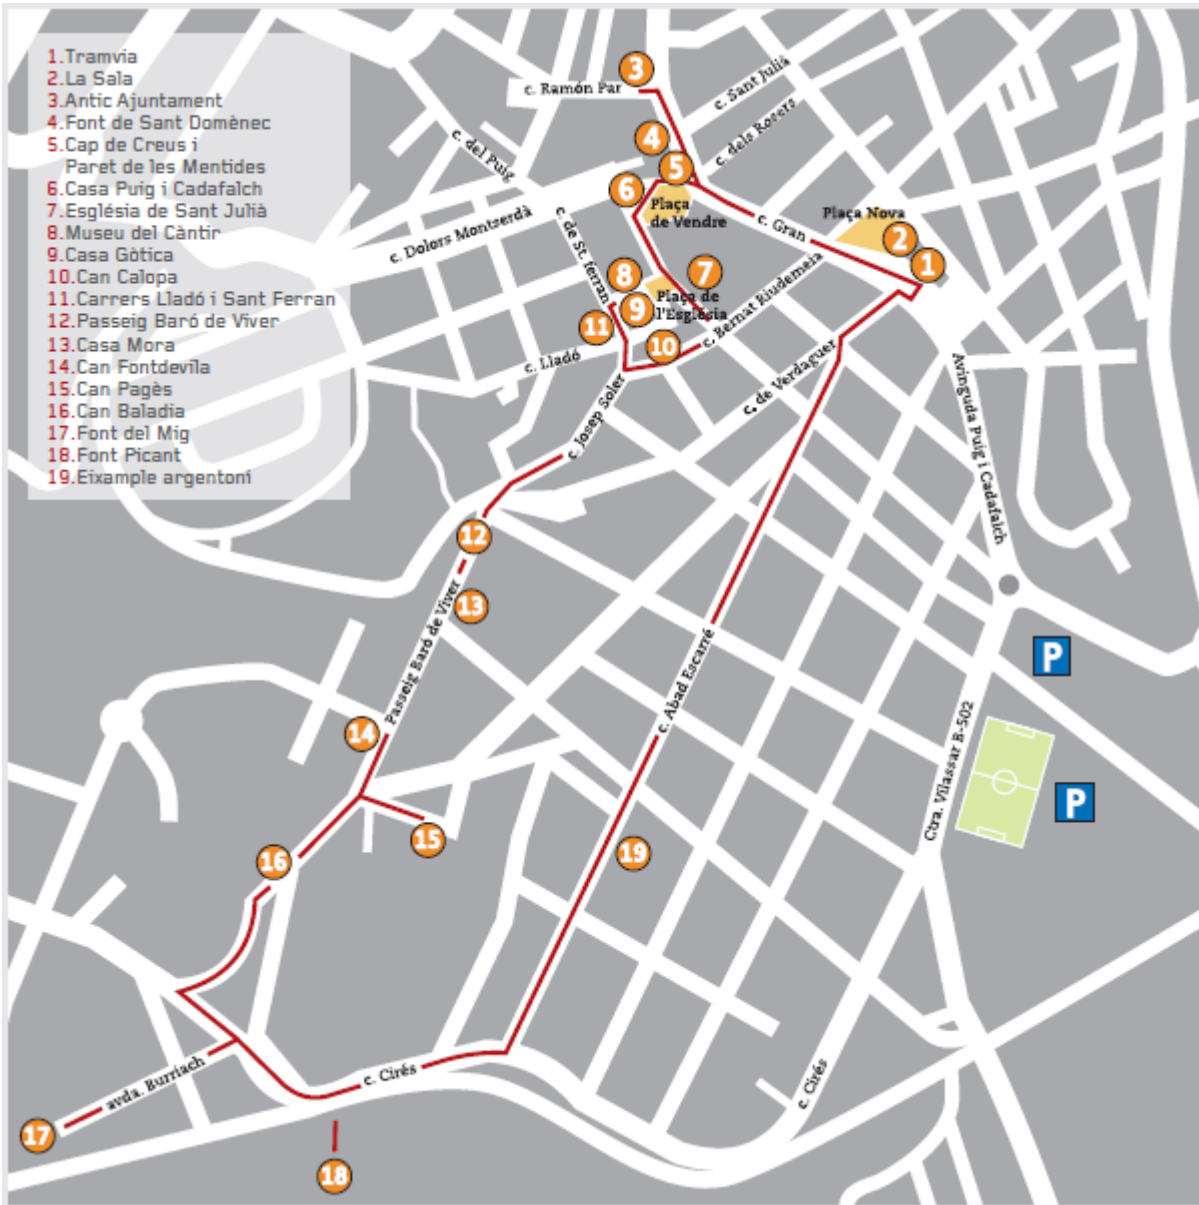 1.Tramvia
2.La Sala
3.Antic Ajuntament
4.Font de Sant Domènec
5.Cap de Creus i
Paret de les Mentides
6.Casa Puig i Cadafalch
7.Església de Sant Julià
8.Museu del Càntir
9.Casa Gòtica
10.Can Calopa
11.Carrers Lladó i Sant Ferran
12.Passeig Baró de Viver
13.Casa Mora
14.Can Fontdevila
15.Can Pagès
16.Can Baladia
17.Font del Mig
18.Font Picant
19.Eixample argentoní
3
c. Ramón Par
c. Sant Julià
4
c. dels Rosers
c. del Puig
5
6
Plaça
de Vendre
c. Gran
Plaça Nova
2
1
c. Dolors Montserdà
c. de St. ferran
8
7
Plaça de
l'Església
9
c. Bernat Riudemeia
11
10
c. Lladó
c. de Verdaguer
c. Josep Soler
Avinguda Puig i Cadafalch
12
13
Passeig Baró de Viver
c. Abad Escarré
P
14
Ctra. Vilassar B-502
P
15
16
19
avda. Burriach
c. Cirés
c. Cirés
17
18